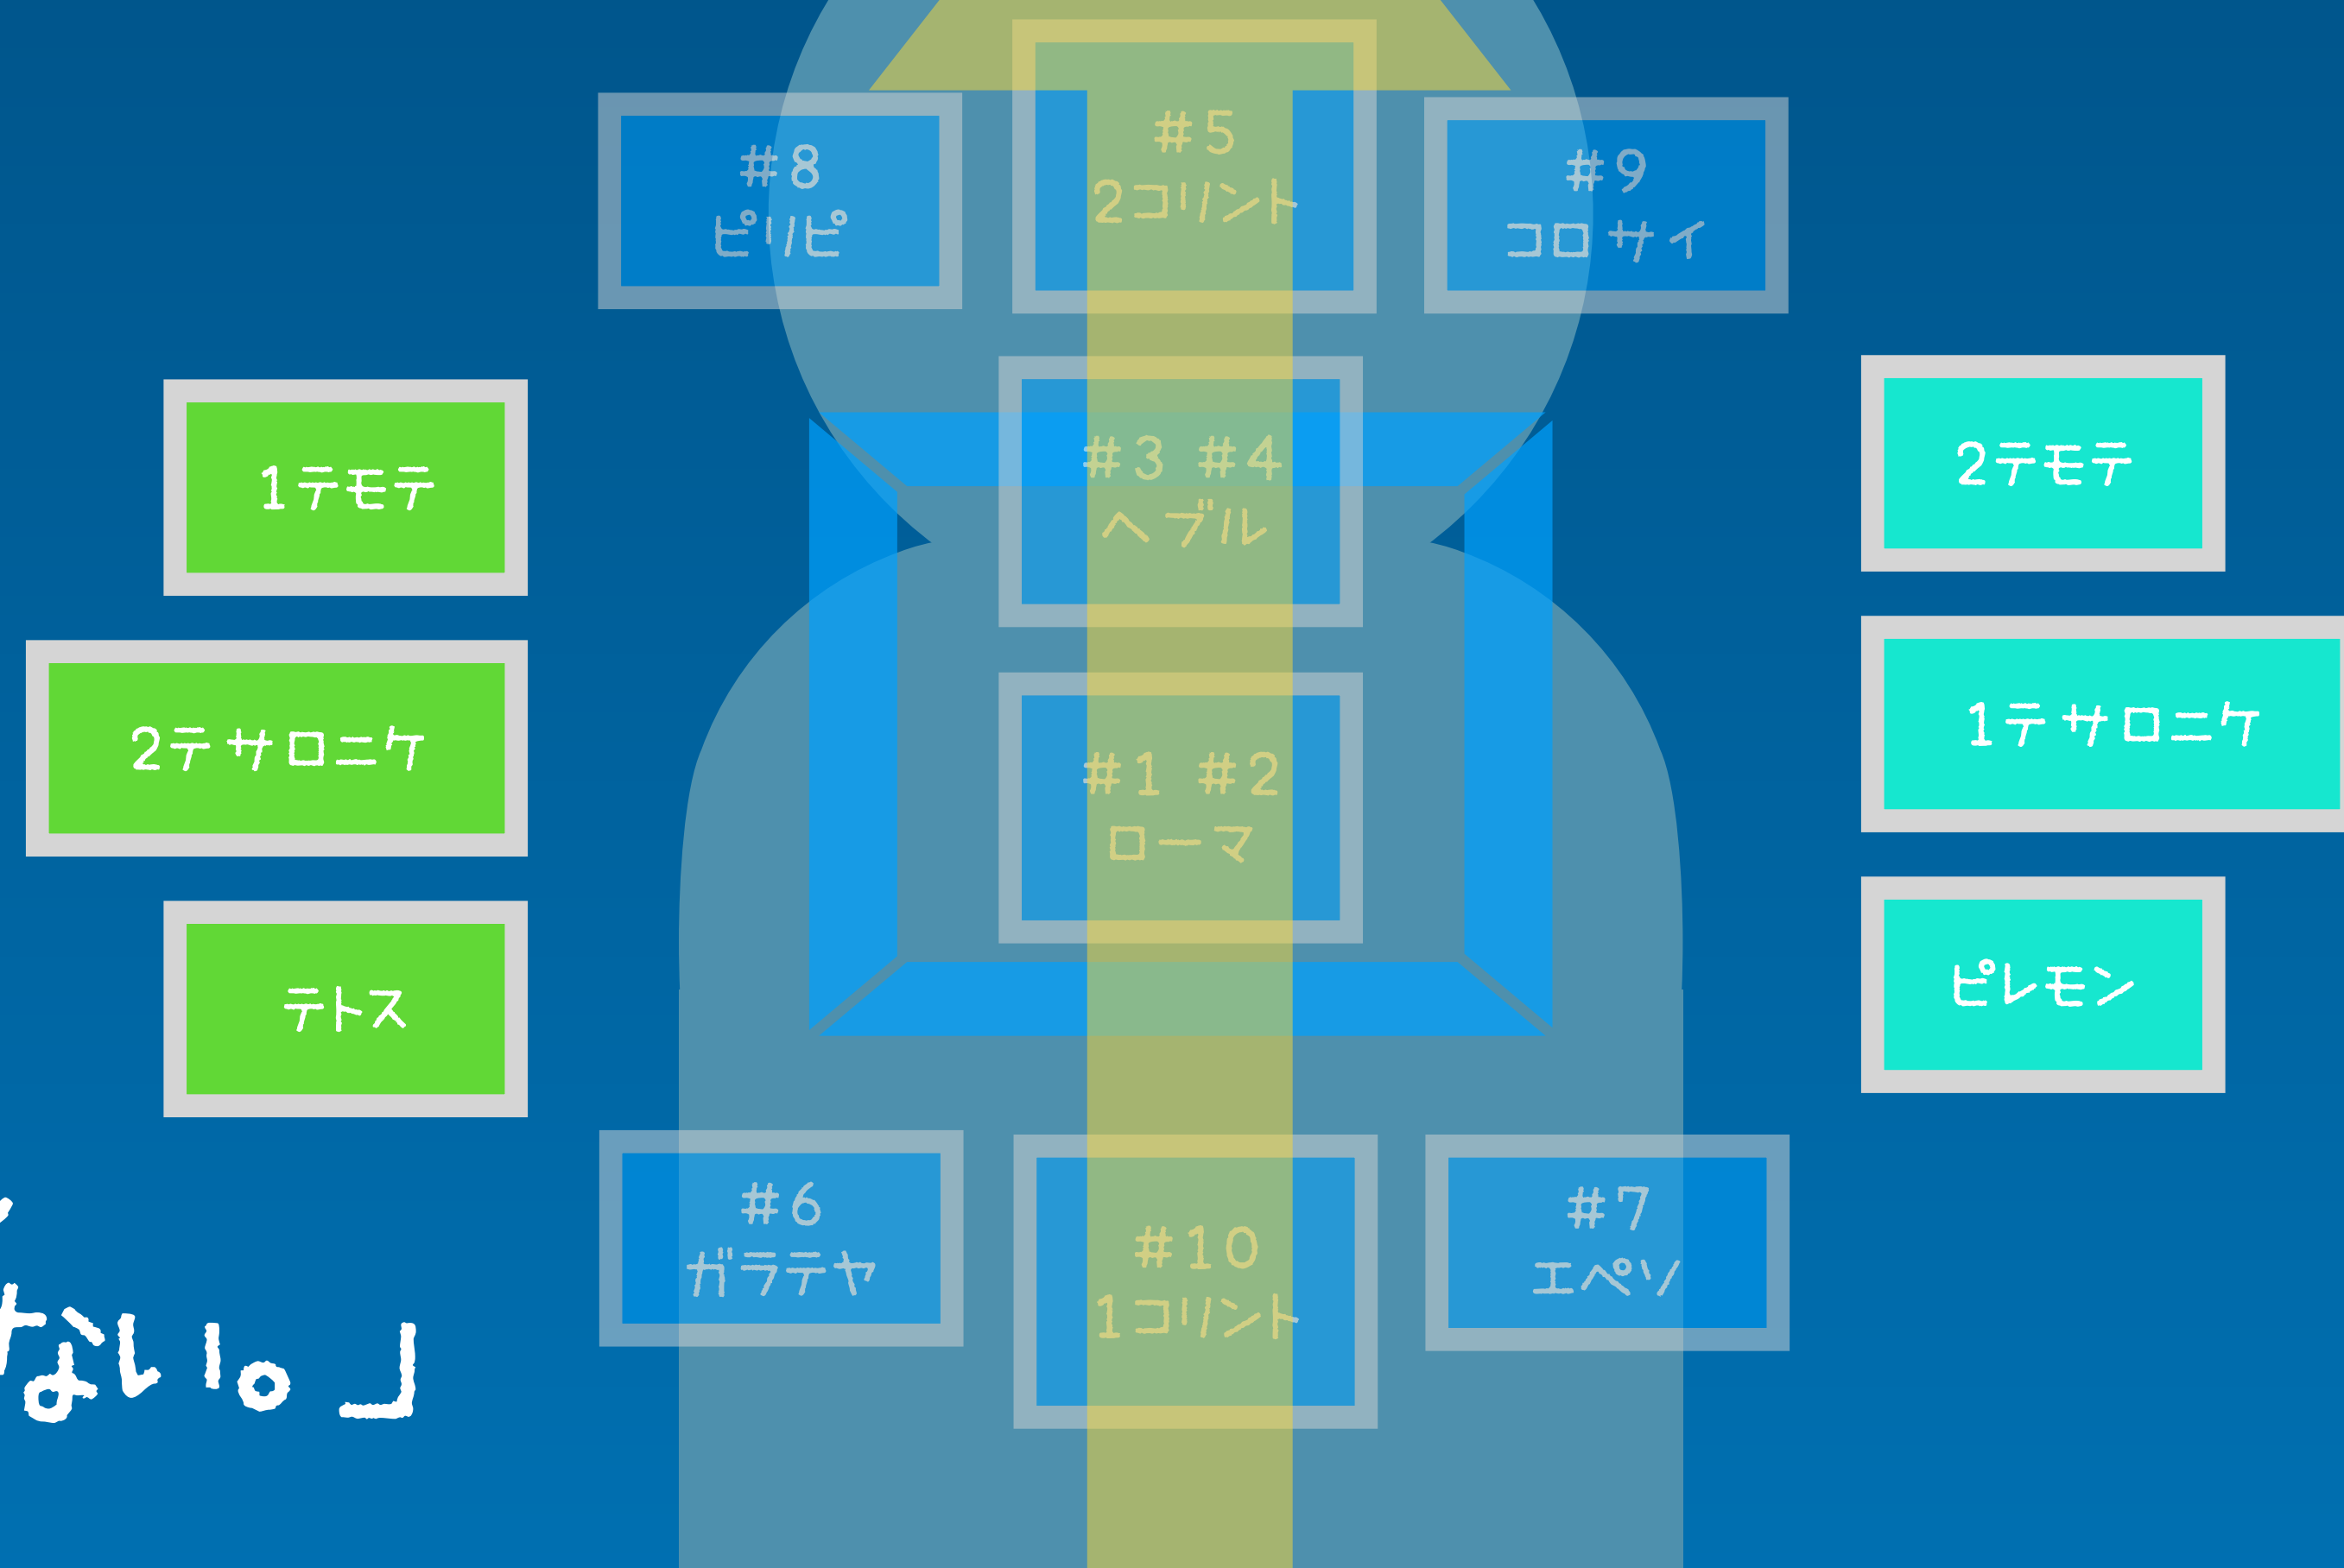 #5
2コリント
#8
ピリピ
#9
コロサイ
#3 #4
ヘブル
1テモテ
2テモテ
#1 #2
ローマ
2テサロニケ
1テサロニケ
テトス
ピレモン
#6
ガラテヤ
#10
1コリント
#7
エペソ
ない。」